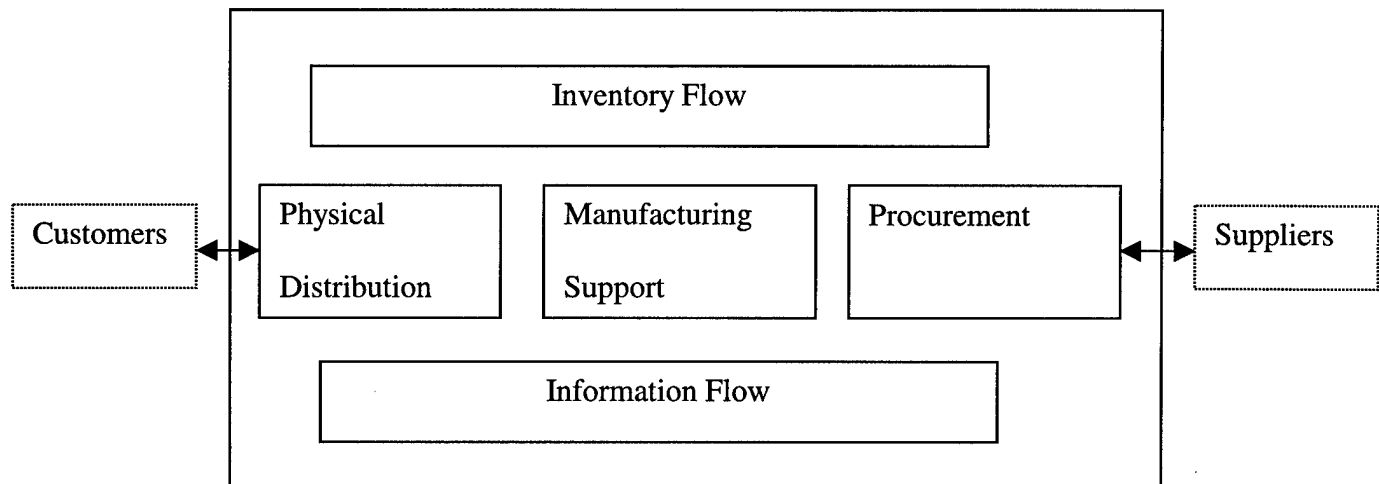 Inventory Flow
Customers
Physical
Distribution
Manufacturing
Support
Procurement
Suppliers
Information Flow